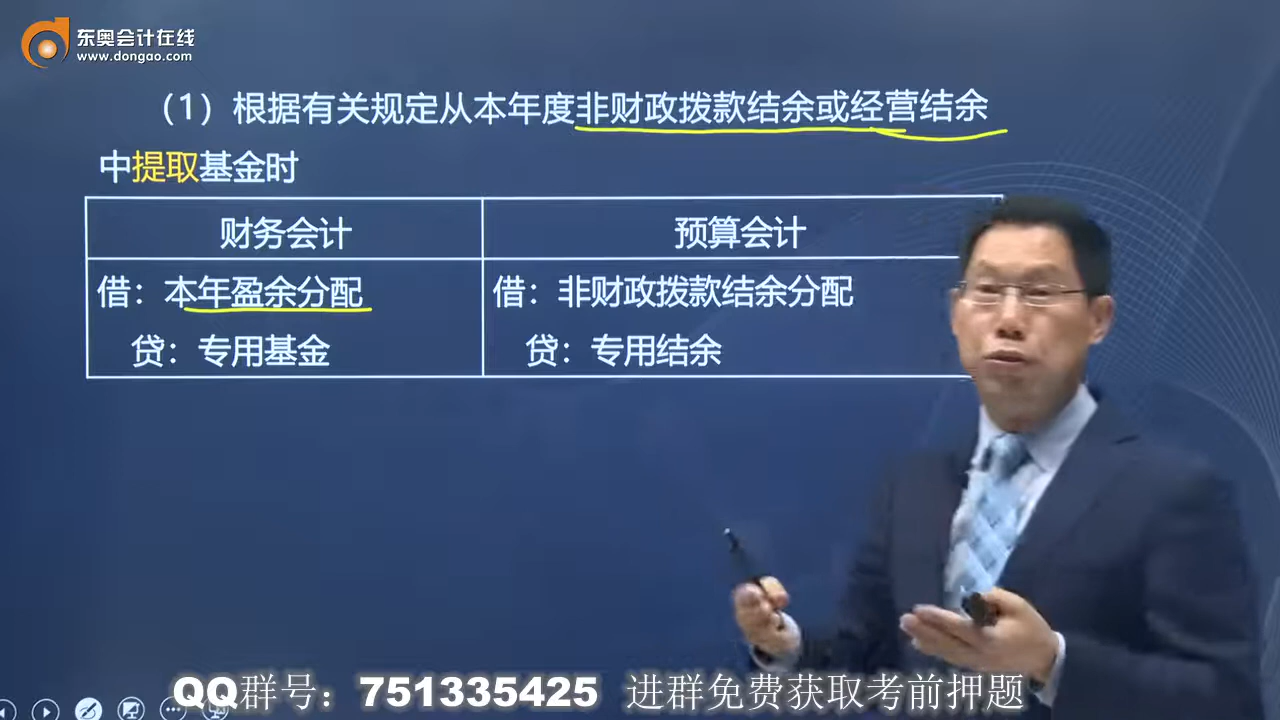 东奥会计在线
www.dongao.com
（1）根据有关规定从本年度非财政拨款结余或经营结余
中提取基金时
财务会计
预算会计
借：本年盈余分配
贷：专用基金
借：非财政拨款结余分配
贷：专用结余
QQ群号：751335425 进群免费获取考前押题